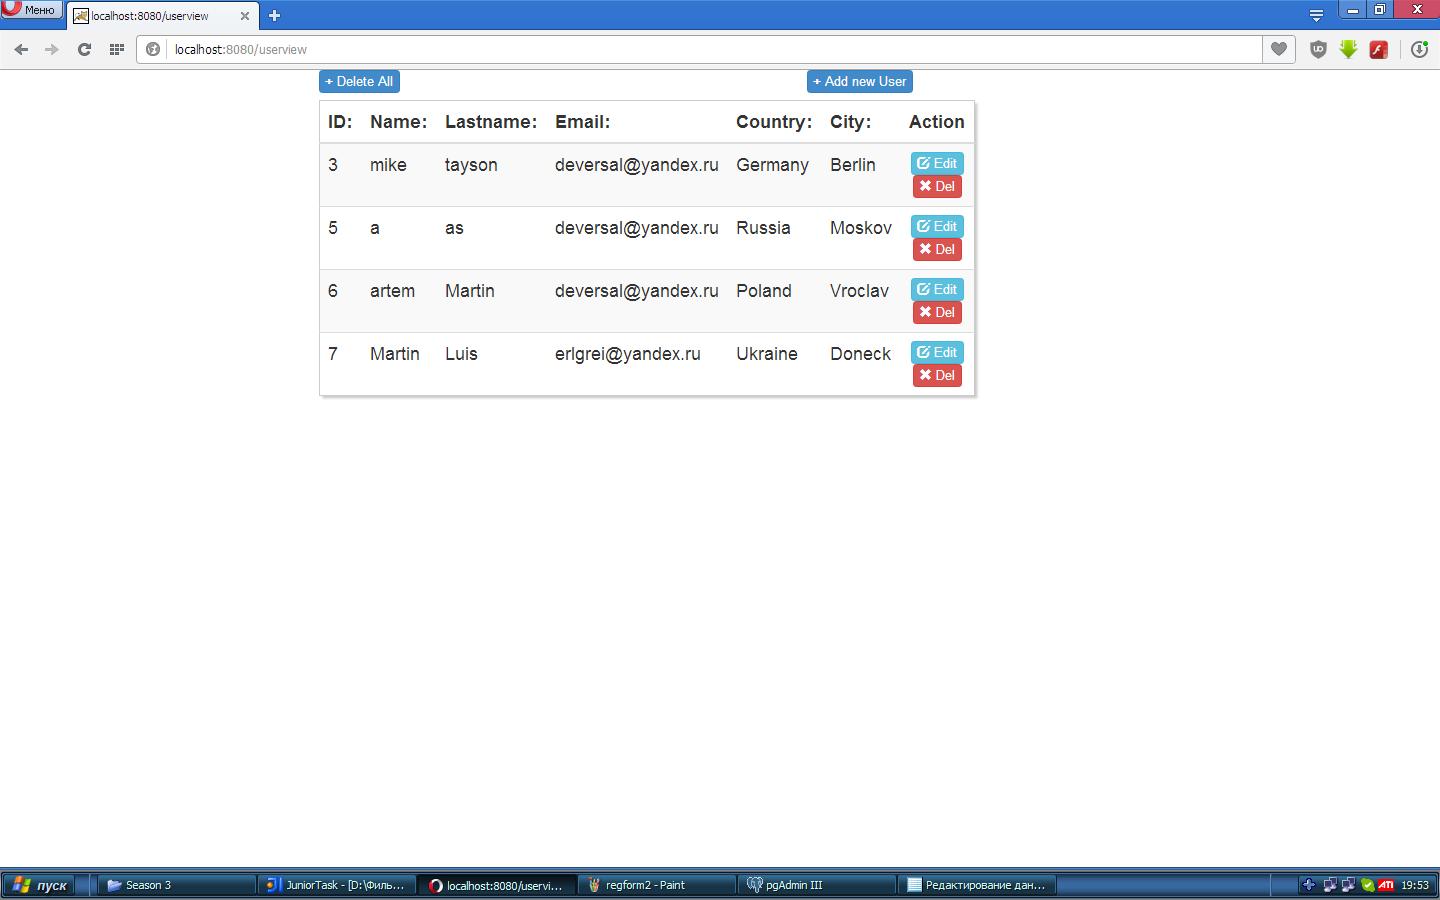 Меню
localhost:8080/userview
localhost:8080/userview
+ Delete All + Add new User
ID: Name: Lastname: Email: Country: City: Action
3 mike tayson deversal@yandex.ru Germany Berlin Edit
Del
5 a as deversal@yandex.ru Russia Moskov Edit
Del
6 artem Martin deversal@yandex.ru Poland Vroclav Edit
Del
7 Martin Luis erlgrei@yandex.ru Ukraine Doneck Edit
Del
пуск Season 3 JuniorTask - [D:\Филь... localhost:8080/uservi... regform2 - Paint pgAdmin III Редактирование дан... ATI 19:53